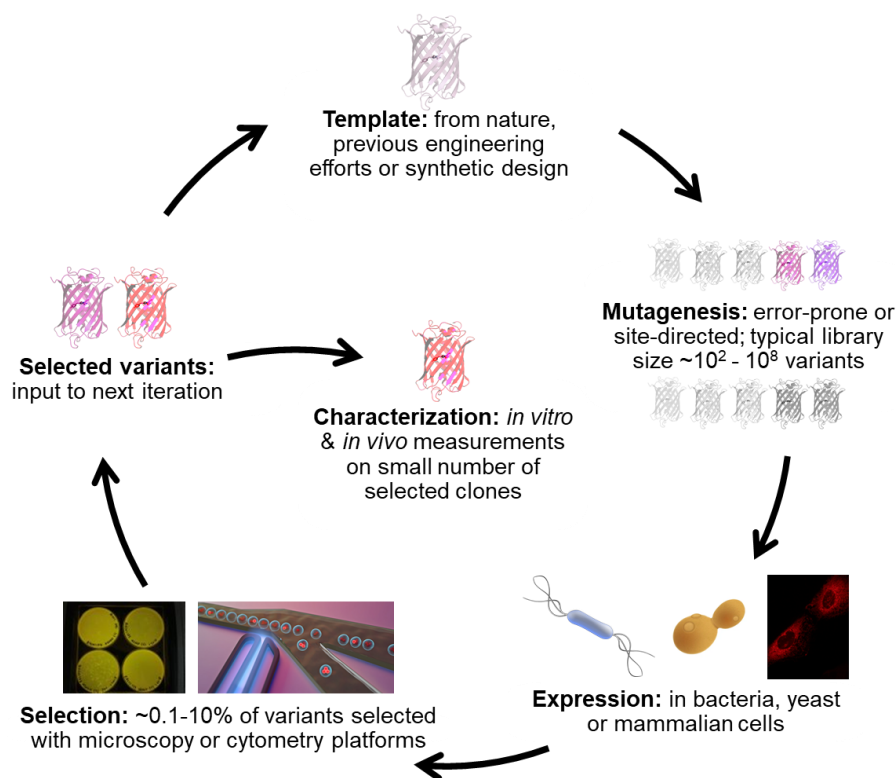 Template: from nature,
previous engineering
efforts or synthetic design
Mutagenesis: error-prone or
site-directed; typical library
size ~10² - 10⁸ variants
Selected variants:
input to next iteration
Characterization: in vitro
& in vivo measurements
on small number of
selected clones
Expression: in bacteria, yeast
or mammalian cells
Selection: ~0.1-10% of variants selected
with microscopy or cytometry platforms